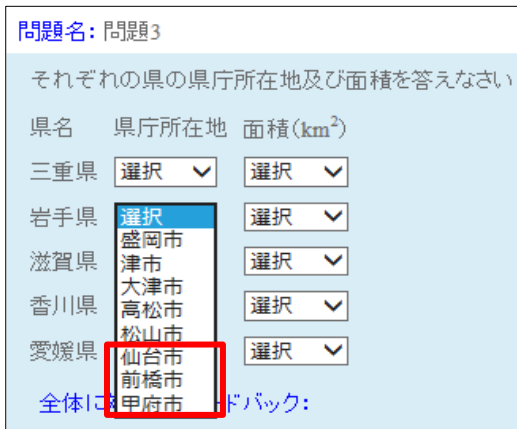 問題名: 問題3
それぞれの県の県庁所在地及び面積を答えなさい
県名 県庁所在地 面積(km²)
三重県 選択 選択
岩手県 選択 選択
盛岡市
滋賀県 津市 選択
大津市
香川県 高松市 選択
松山市
愛媛県 仙台市 選択
前橋市
全体に 甲府市 ドバック: